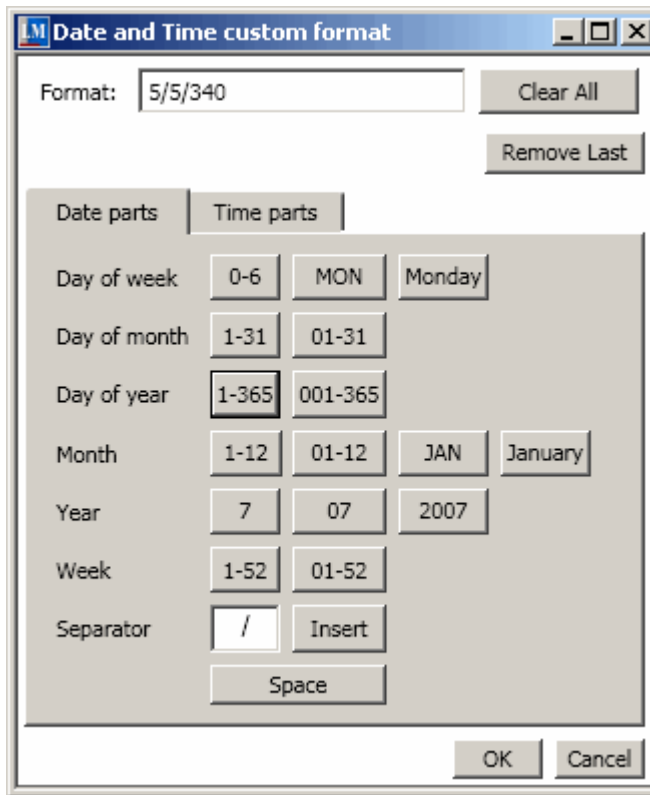 LM Date and Time custom format
Format: 5/5/340 Clear All
Remove Last
Date parts Time parts
Day of week 0-6 MON Monday
Day of month 1-31 01-31
Day of year 1-365 001-365
Month 1-12 01-12 JAN January
Year 7 07 2007
Week 1-52 01-52
Separator / Insert
Space
OK Cancel